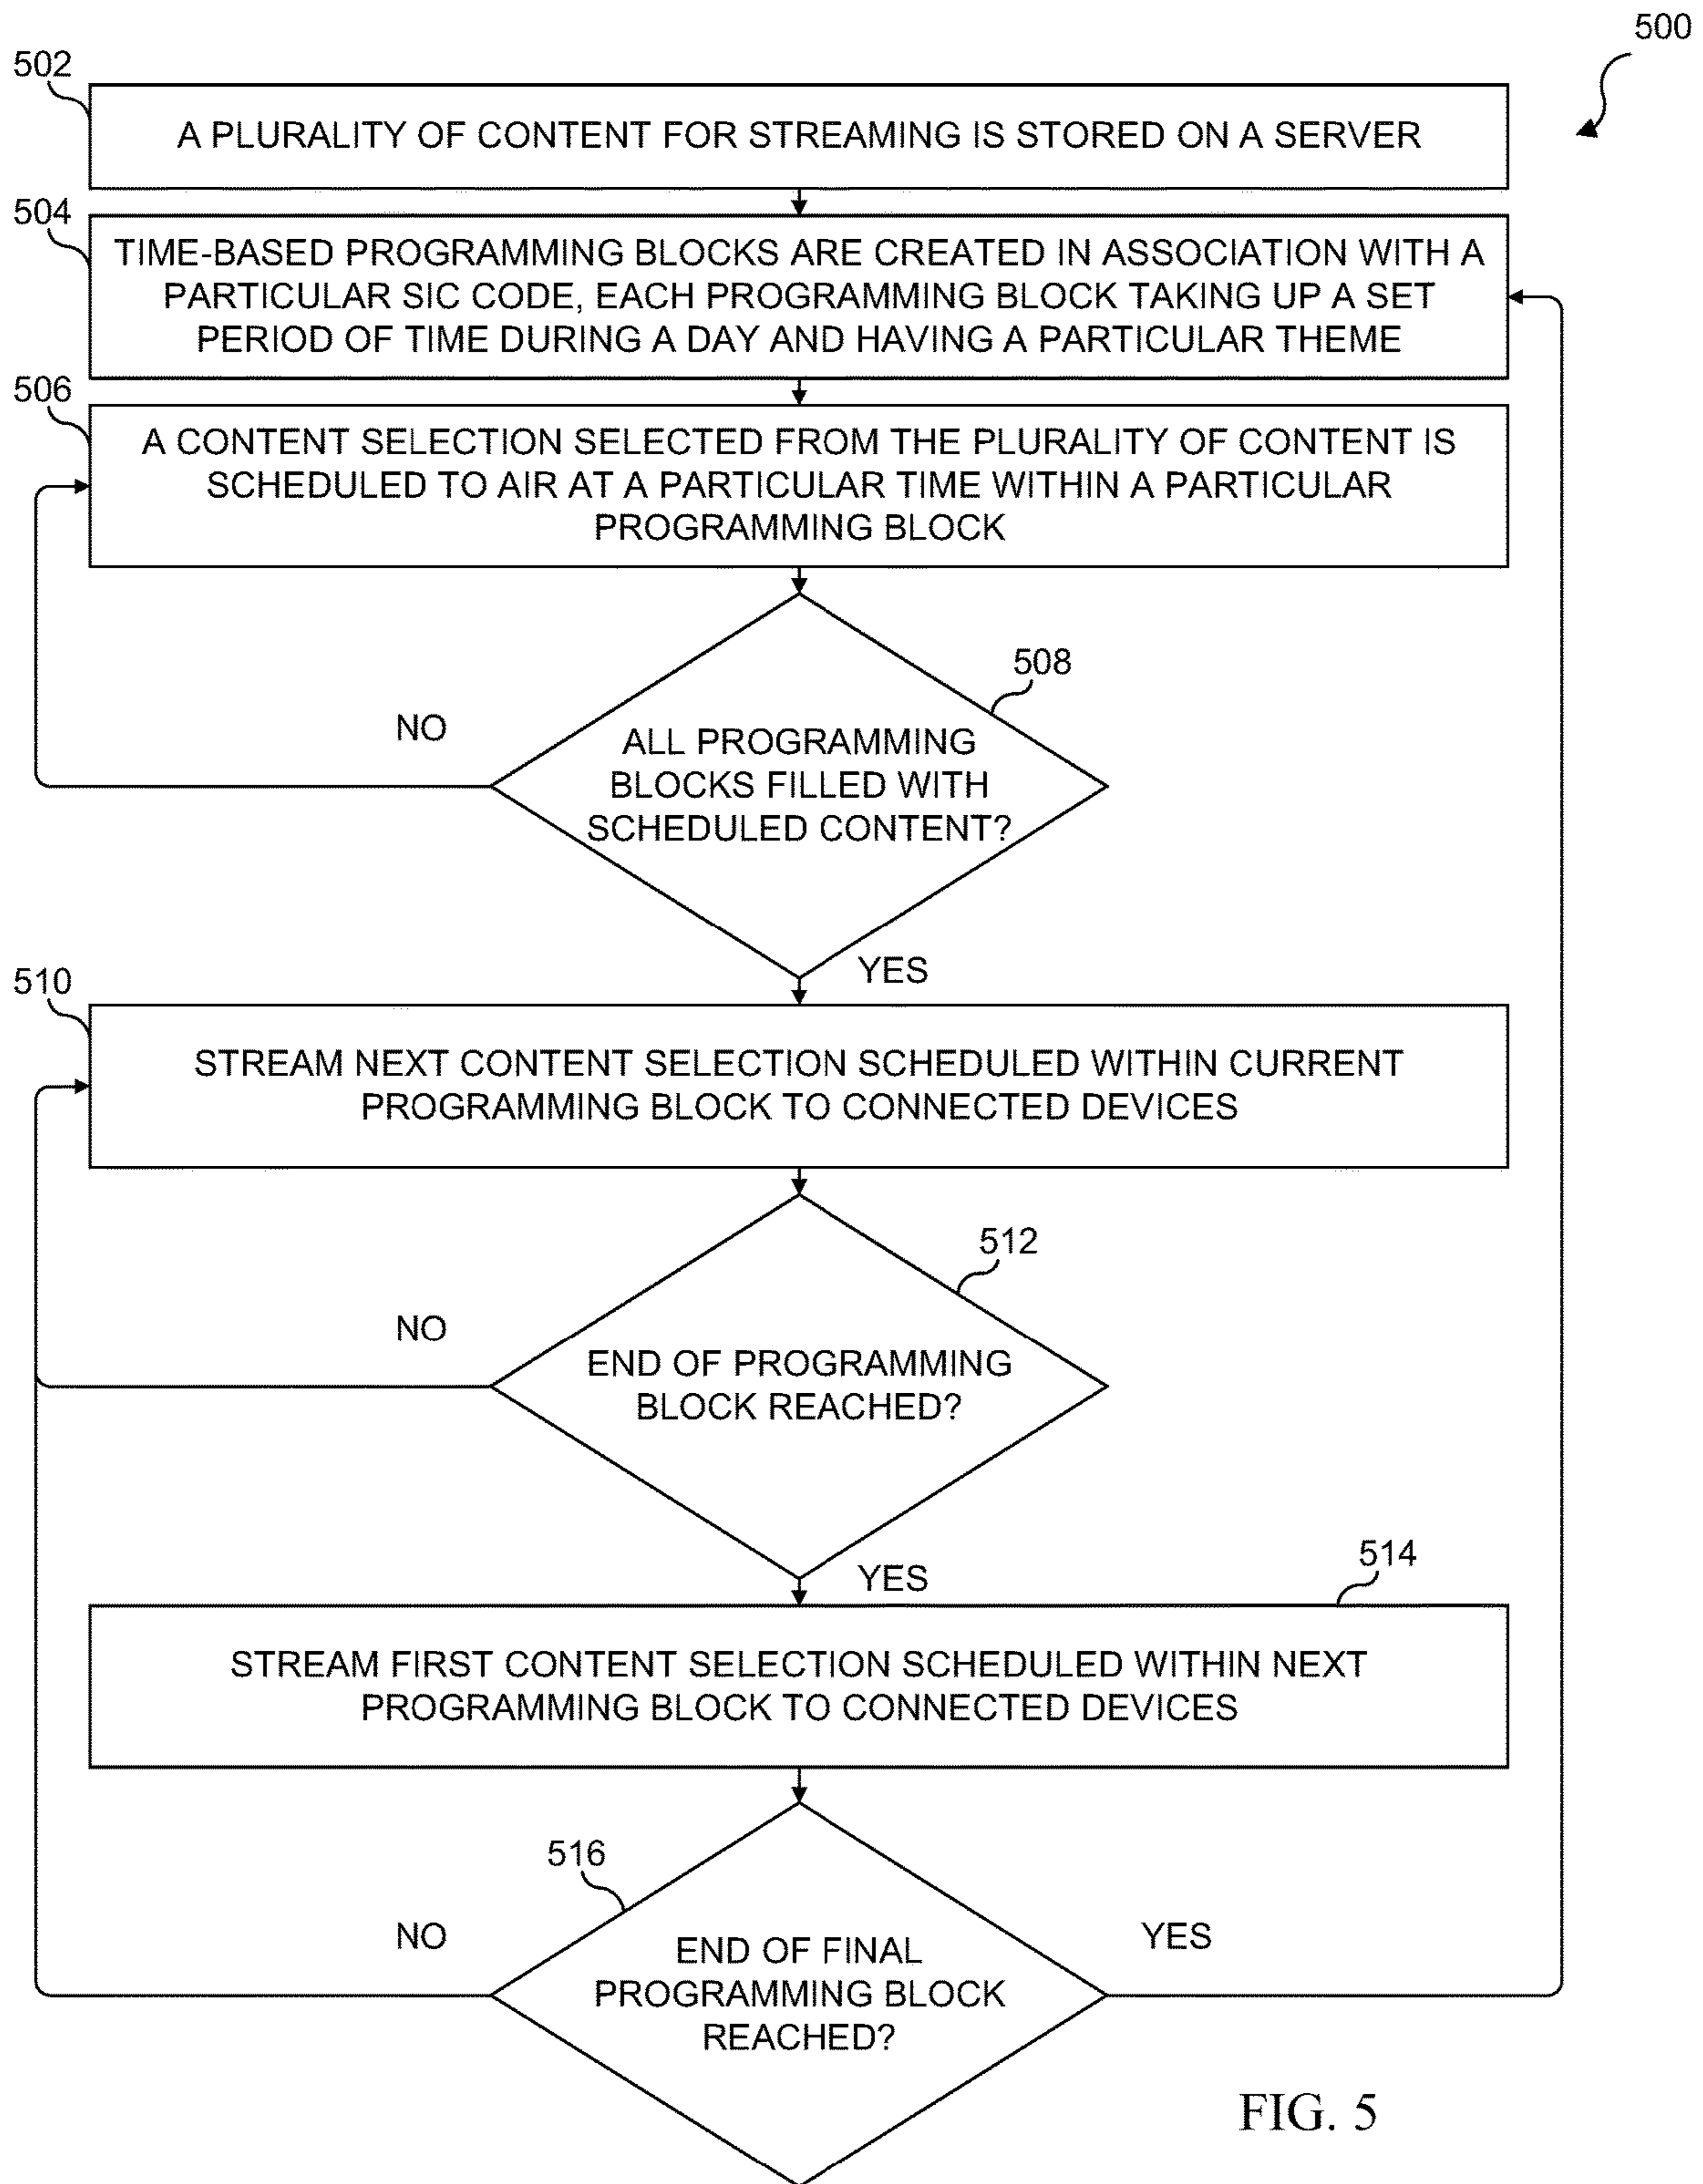 500
502
A PLURALITY OF CONTENT FOR STREAMING IS STORED ON A SERVER
504
TIME-BASED PROGRAMMING BLOCKS ARE CREATED IN ASSOCIATION WITH A
PARTICULAR SIC CODE, EACH PROGRAMMING BLOCK TAKING UP A SET
PERIOD OF TIME DURING A DAY AND HAVING A PARTICULAR THEME
506
A CONTENT SELECTION SELECTED FROM THE PLURALITY OF CONTENT IS
SCHEDULED TO AIR AT A PARTICULAR TIME WITHIN A PARTICULAR
PROGRAMMING BLOCK
508
NO
ALL PROGRAMMING
BLOCKS FILLED WITH
SCHEDULED CONTENT?
YES
510
STREAM NEXT CONTENT SELECTION SCHEDULED WITHIN CURRENT
PROGRAMMING BLOCK TO CONNECTED DEVICES
512
NO
END OF PROGRAMMING
BLOCK REACHED?
YES
514
STREAM FIRST CONTENT SELECTION SCHEDULED WITHIN NEXT
PROGRAMMING BLOCK TO CONNECTED DEVICES
516
NO
YES
END OF FINAL
PROGRAMMING BLOCK
REACHED?
FIG. 5